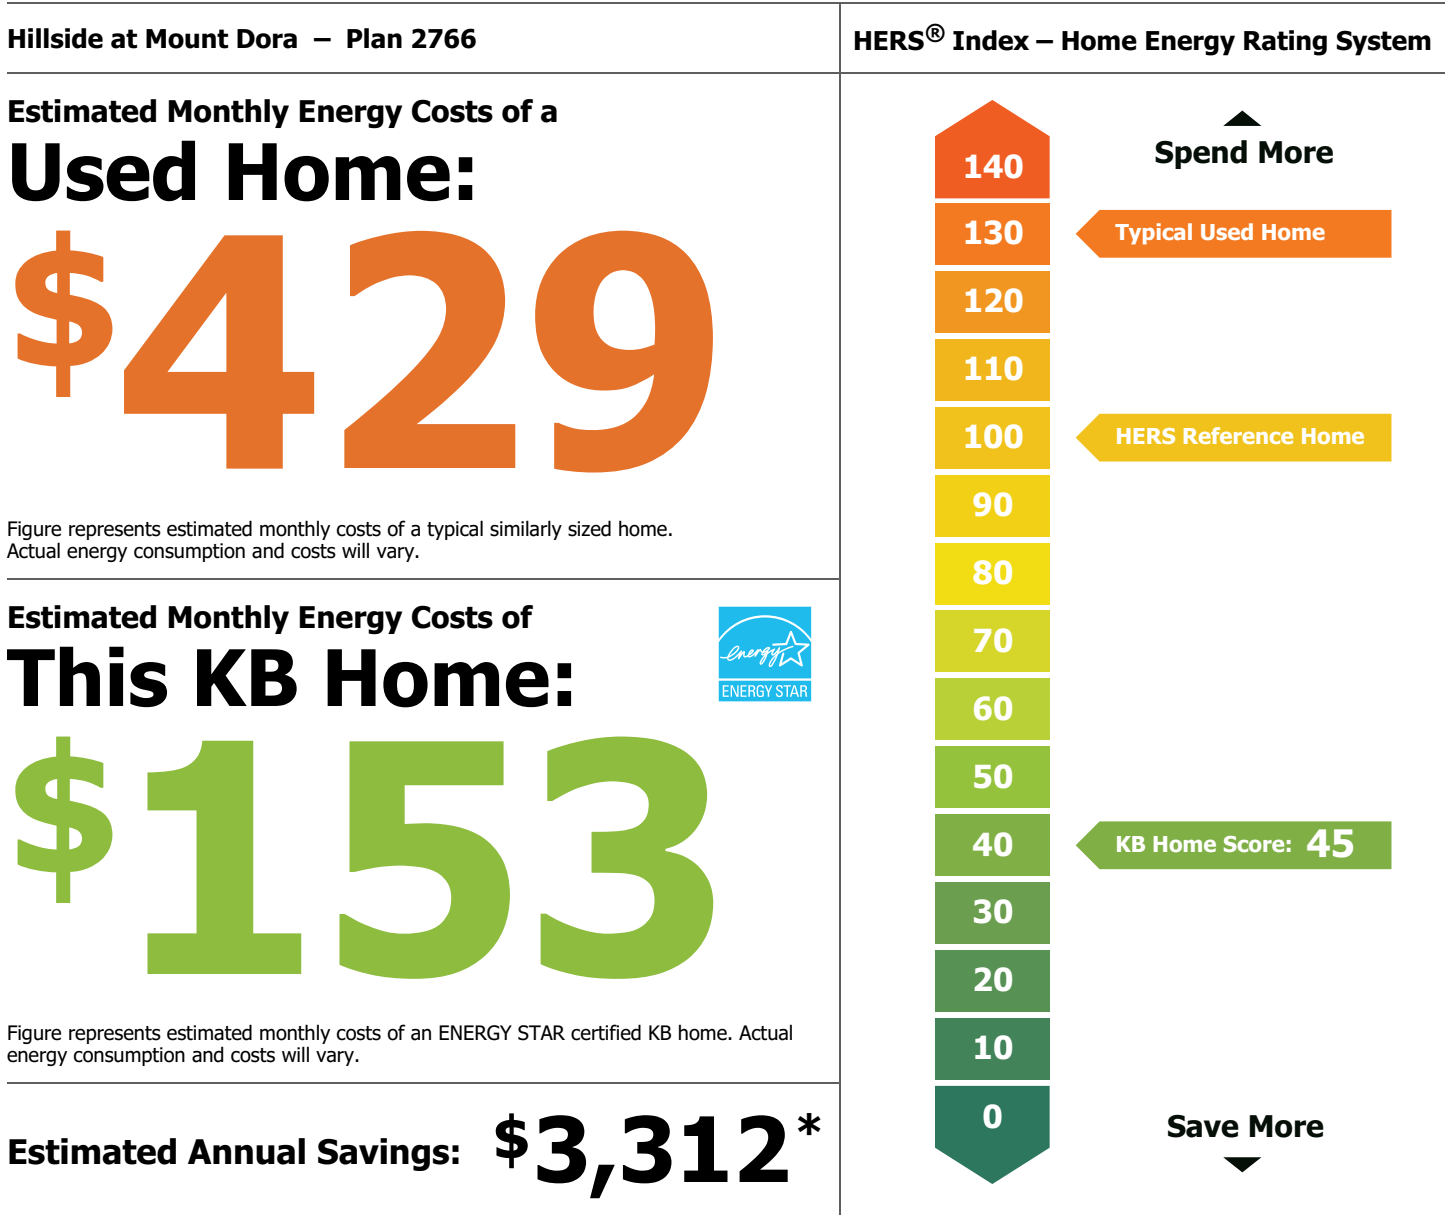 Hillside at Mount Dora – Plan 2766
Estimated Monthly Energy Costs of a
Used Home:
$429
Figure represents estimated monthly costs of a typical similarly sized home.
Actual energy consumption and costs will vary.
Estimated Monthly Energy Costs of
This KB Home:
energy
ENERGY STAR
$153
Figure represents estimated monthly costs of an ENERGY STAR certified KB home. Actual
energy consumption and costs will vary.
Estimated Annual Savings: $3,312*
HERS® Index – Home Energy Rating System
Spend More
140
130 Typical Used Home
120
110
100 HERS Reference Home
90
80
70
60
50
40 KB Home Score: 45
30
20
10
0
Save More